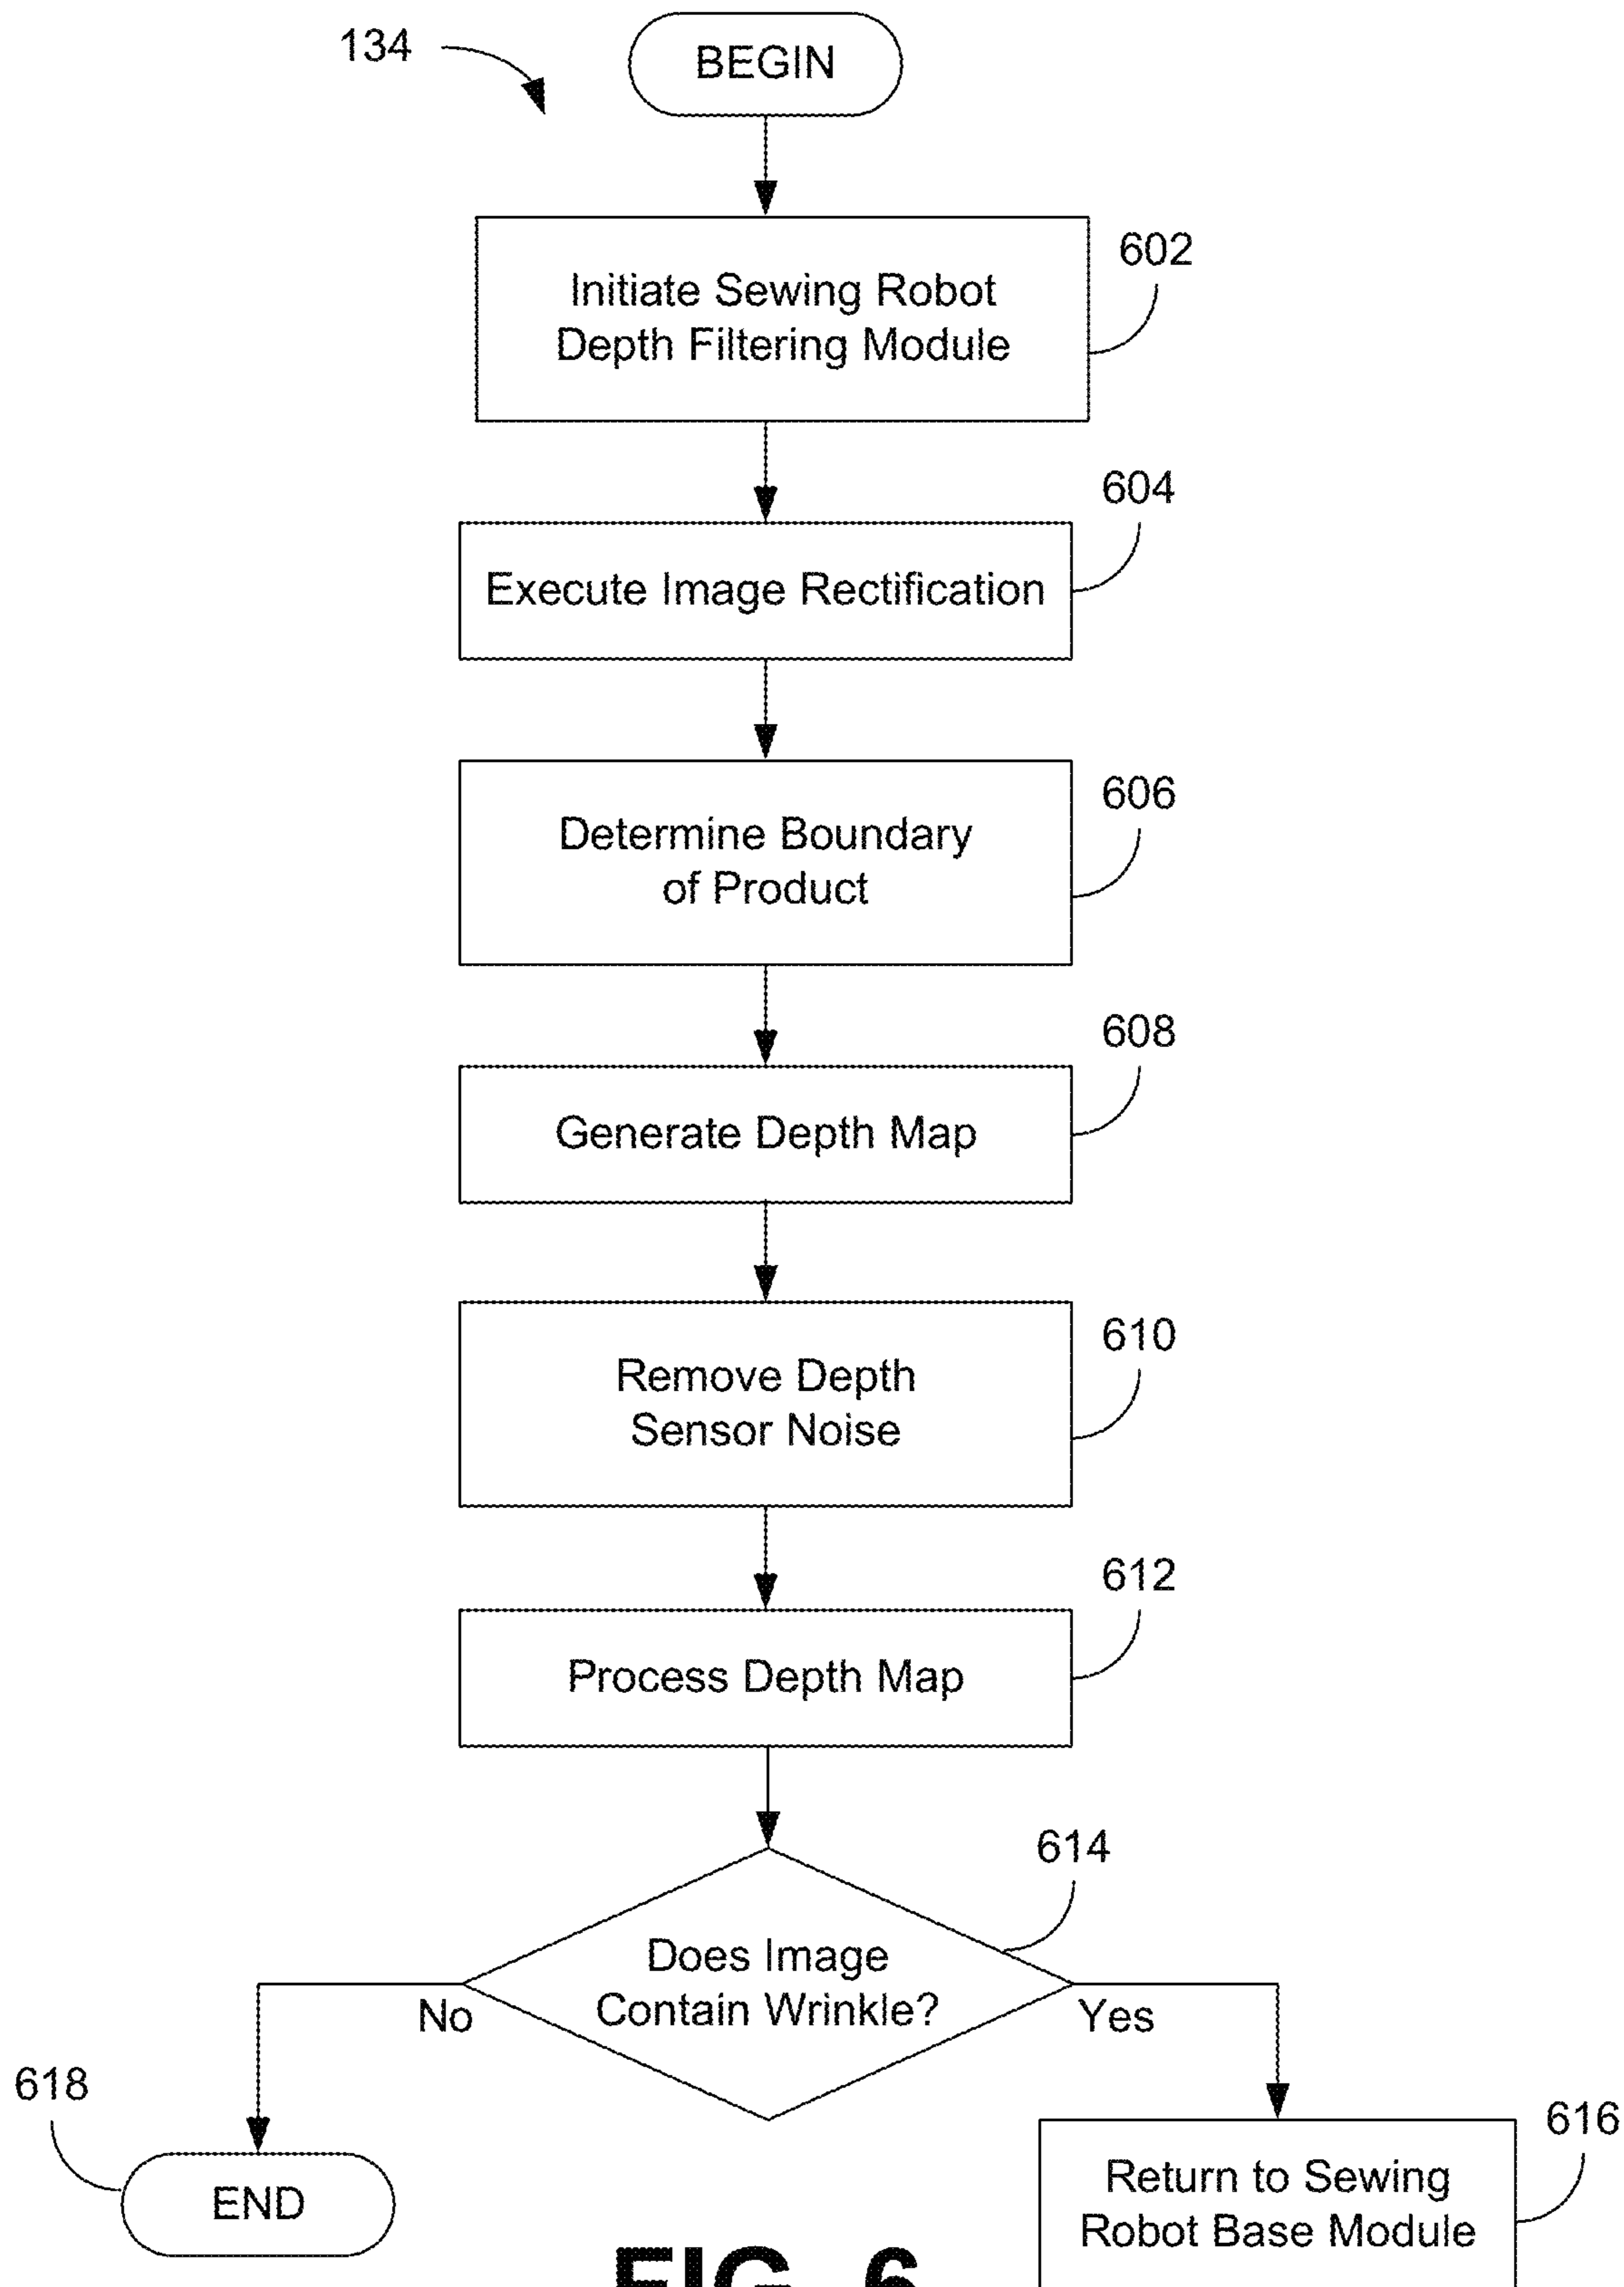 134
BEGIN
602
Initiate Sewing Robot
Depth Filtering Module
604
Execute Image Rectification
606
Determine Boundary
of Product
608
Generate Depth Map
610
Remove Depth
Sensor Noise
612
Process Depth Map
614
Does Image
Contain Wrinkle?
No
Yes
618
END
616
Return to Sewing
Robot Base Module
FIG. 6